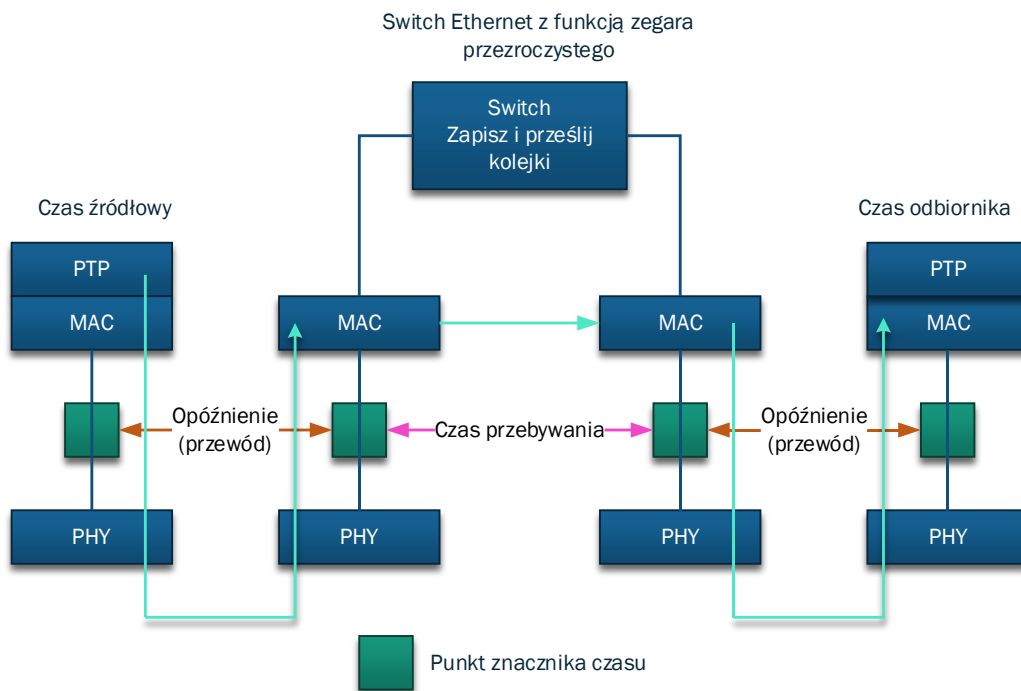 Switch Ethernet z funkcją zegara
przezroczystego
Switch
Zapisz i prześlij
kolejki
Czas źródłowy
Czas odbiornika
PTP
PTP
MAC
MAC
MAC
MAC
Opóźnienie
(przewód)
Czas przebywania
Opóźnienie
(przewód)
PHY
PHY
PHY
PHY
Punkt znacznika czasu